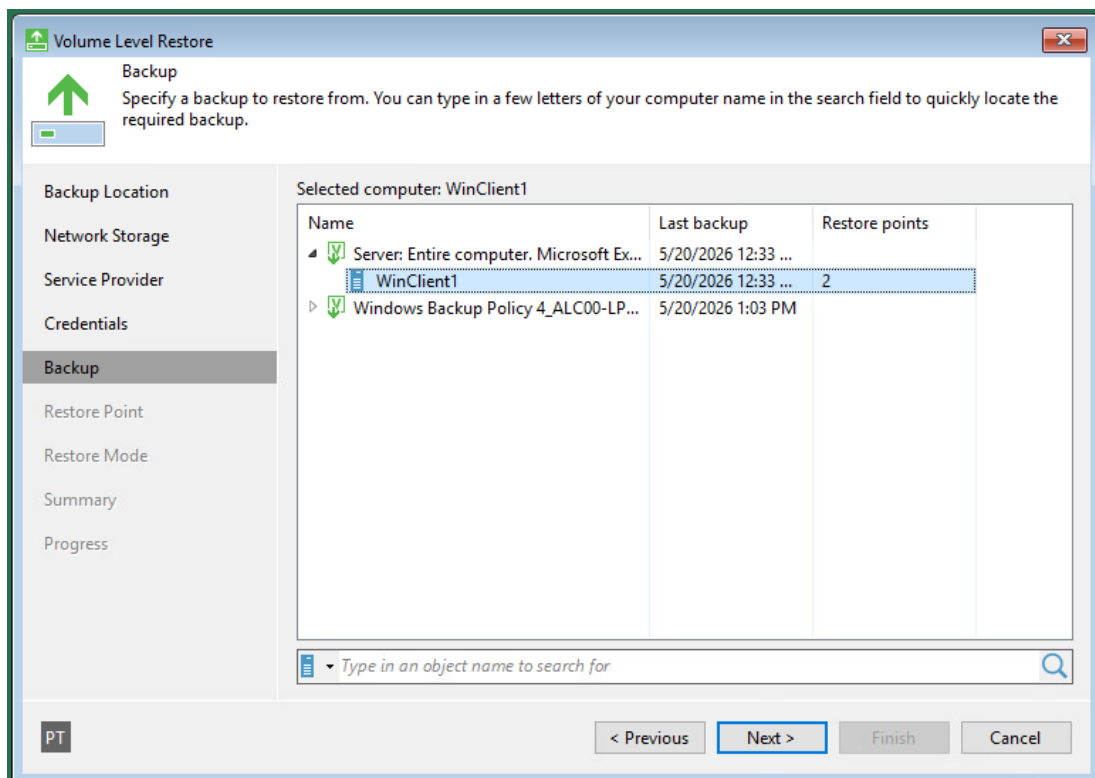 Volume Level Restore
Backup
Specify a backup to restore from. You can type in a few letters of your computer name in the search field to quickly locate the
required backup.
Backup Location
Network Storage
Service Provider
Credentials
Backup
Restore Point
Restore Mode
Summary
Progress
Selected computer: WinClient1
Name Last backup Restore points
Server: Entire computer. Microsoft Ex... 5/20/2026 12:33 ...
WinClient1 5/20/2026 12:33 ... 2
Windows Backup Policy 4_ALC00-LP... 5/20/2026 1:03 PM
Type in an object name to search for
PT < Previous Next > Finish Cancel